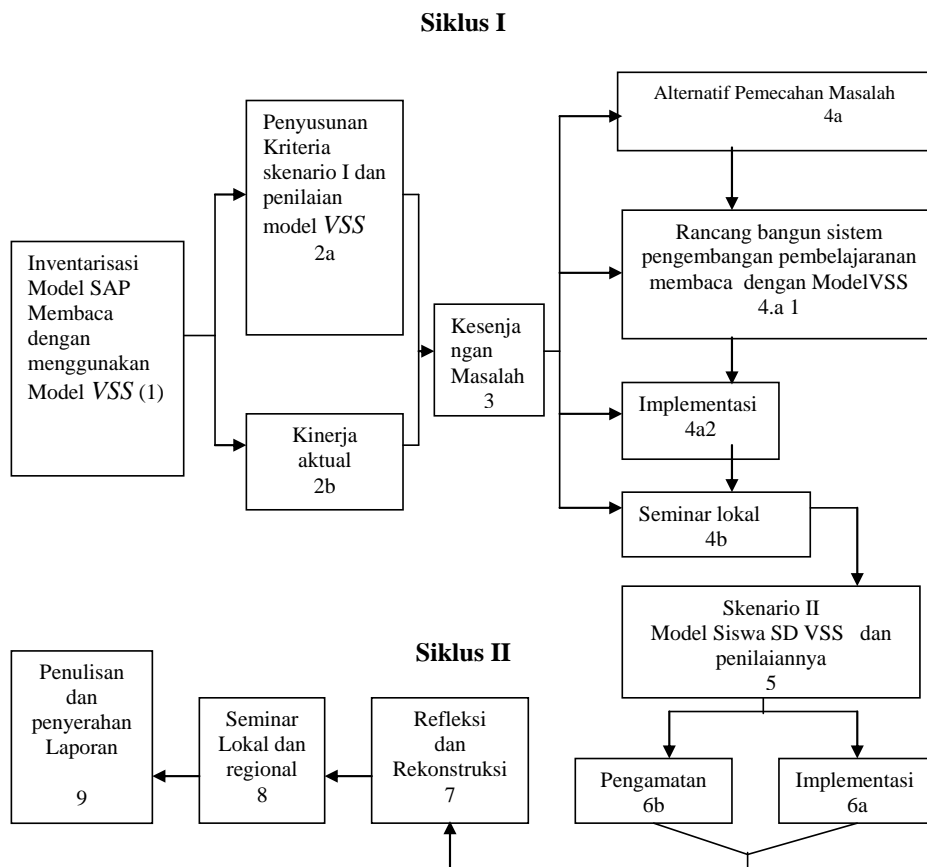 Siklus I
Inventarisasi
Model SAP
Membaca
dengan
menggunakan
Model VSS (1)
Penyusunan
Kriteria
skenario I dan
penilaian
model VSS
2a
Kinerja
aktual
2b
Kesenja
ngan
Masalah
3
Alternatif Pemecahan Masalah
4a
Rancang bangun sistem
pengembangan pembelajaranan
membaca dengan ModelVSS
4.a 1
Implementasi
4a2
Seminar lokal
4b
Skenario II
Model Siswa SD VSS dan
penilaiannya
5
Siklus II
Pengamatan
6b
Implementasi
6a
Refleksi
dan
Rekonstruksi
7
Seminar
Lokal dan
regional
8
Penulisan
dan
penyerahan
Laporan
9